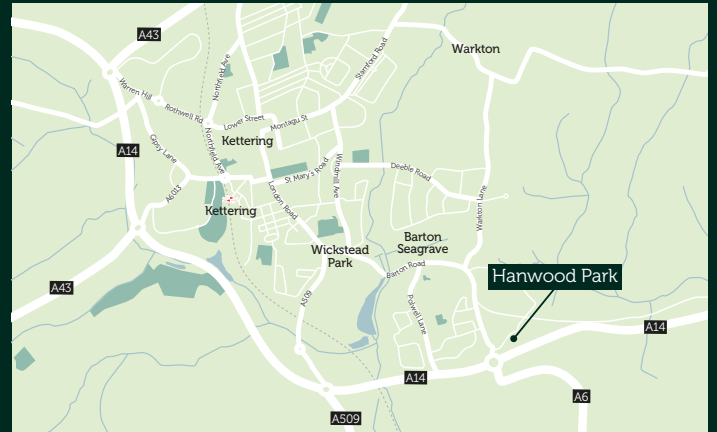 A43
Warkton
Stamford Road
Northfield Ave
Warren Hill
Rothwell Rd
Lower Street
Montagu St
Kettering
A14
Gipsy Lane
Northfield Ave
St Mary's Road
Windmill Ave
Deeble Road
A6013
London Road
Warkton Lane
Kettering
Wickstead
Park
Barton
Seagrave
Barton Road
Hanwood Park
A43
A509
Polwell Lane
A14
A14
A6
A509